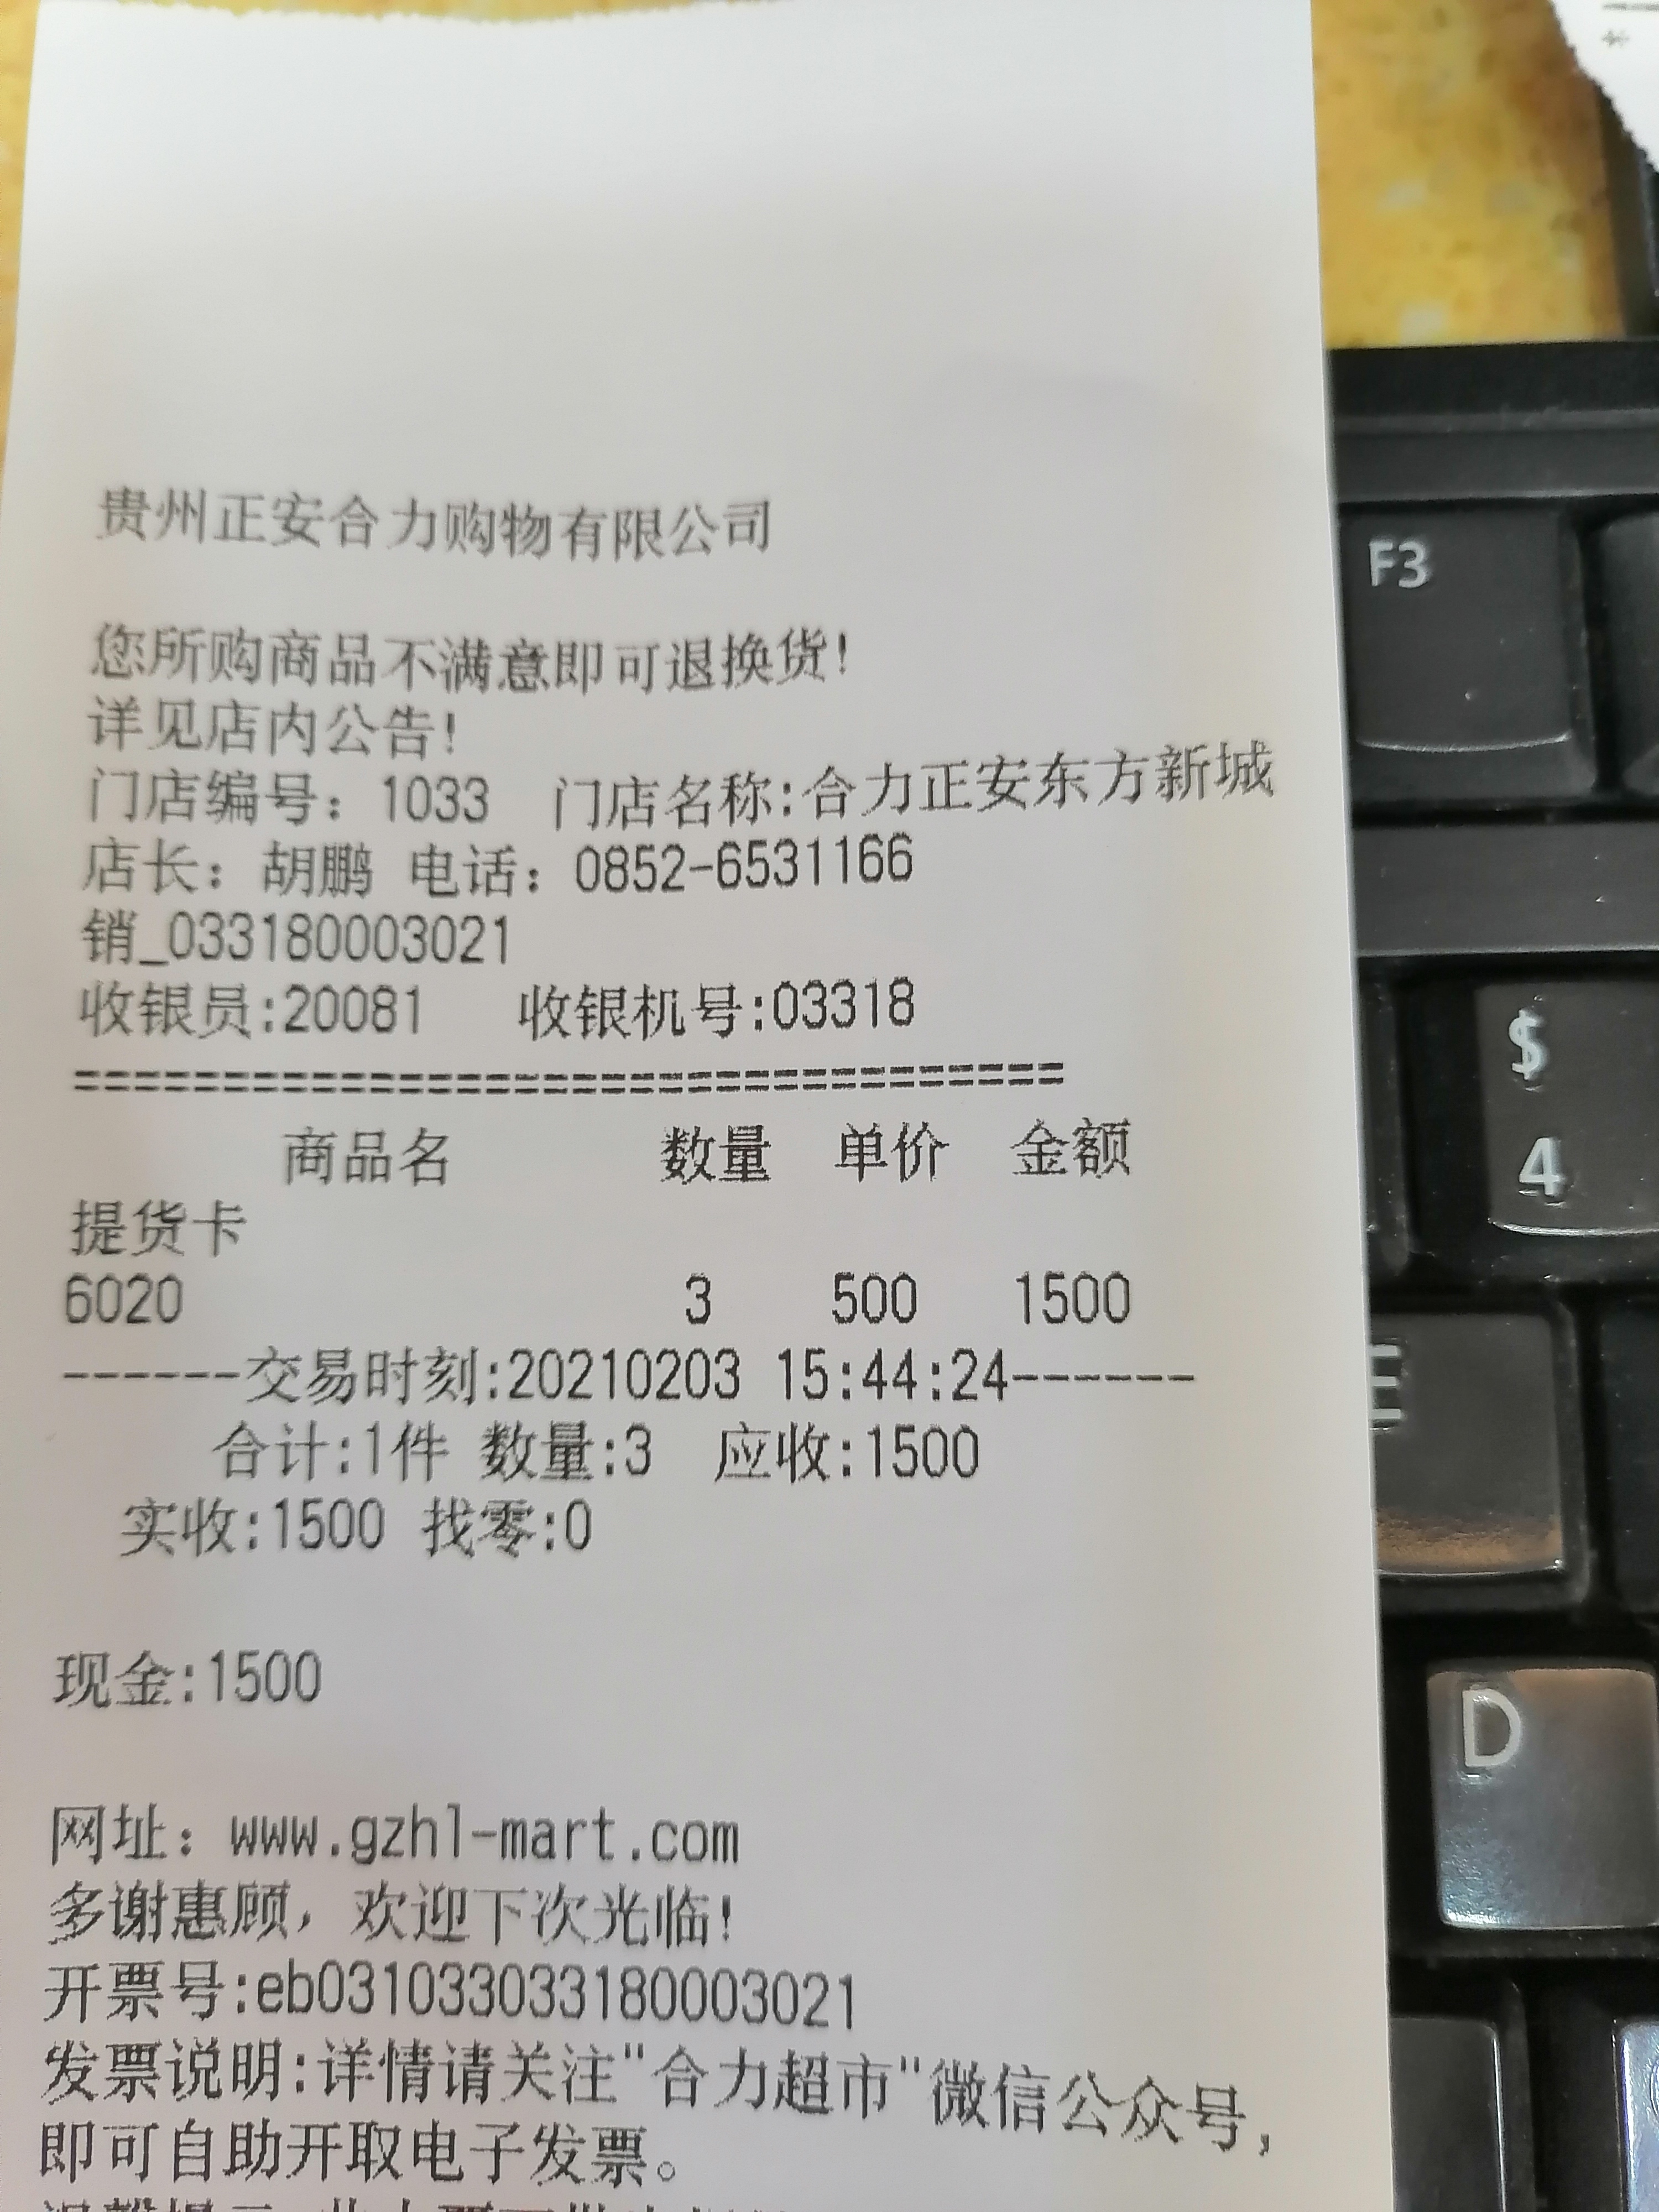 贵州正安合力购物有限公司
您所购商品不满意即可退换货!
详见店内公告!
门店编号：1033 门店名称:合力正安东方新城
店长：胡鹏 电话：0852-6531166
销_033180003021
收银员:20081 收银机号:03318
==================================
商品名 数量 单价 金额
提货卡
6020 3 500 1500
------交易时刻:20210203 15:44:24------
合计:1件 数量:3 应收:1500
实收:1500 找零:0
现金:1500
网址：www.gzhl-mart.com
多谢惠顾，欢迎下次光临!
开票号:eb031033033180003021
发票说明:详情请关注"合力超市"微信公众号,
即可自助开取电子发票。
F3
$
4
E
D
*